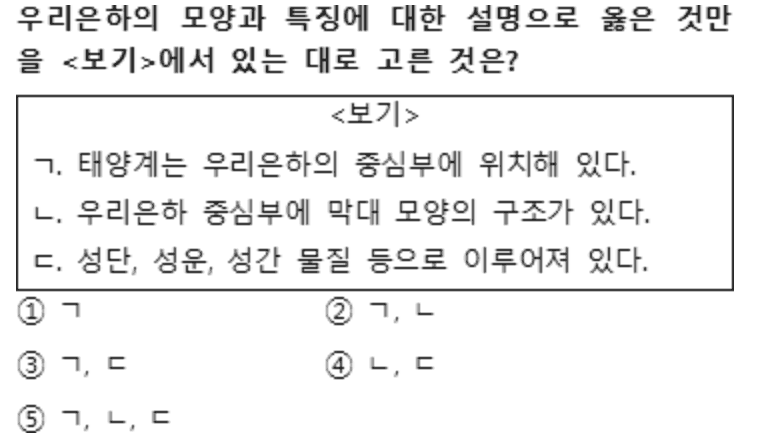 우리은하의 모양과 특징에 대한 설명으로 옳은 것만
을 <보기>에서 있는 대로 고른 것은?
<보기>
ㄱ. 태양계는 우리은하의 중심부에 위치해 있다.
ㄴ. 우리은하 중심부에 막대 모양의 구조가 있다.
ㄷ. 성단, 성운, 성간 물질 등으로 이루어져 있다.
① ㄱ ② ㄱ, ㄴ
③ ㄱ, ㄷ ④ ㄴ, ㄷ
⑤ ㄱ, ㄴ, ㄷ